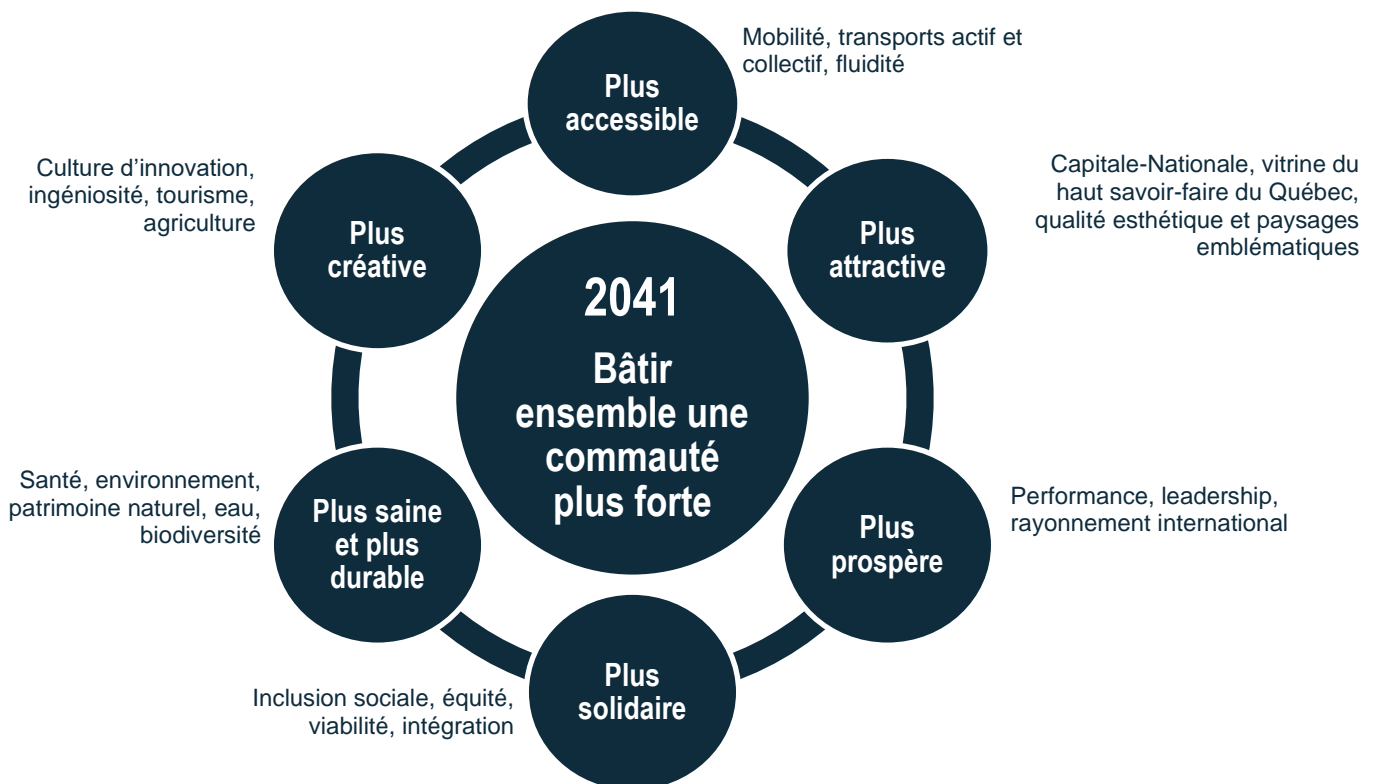 Plus
accessible
Mobilité, transports actif et
collectif, fluidité
Plus
attractive
Capitale-Nationale, vitrine du
haut savoir-faire du Québec,
qualité esthétique et paysages
emblématiques
Plus
prospère
Performance, leadership,
rayonnement international
Plus
solidaire
Inclusion sociale, équité,
viabilité, intégration
Plus saine
et plus
durable
Santé, environnement,
patrimoine naturel, eau,
biodiversité
Plus
créative
Culture d’innovation,
ingéniosité, tourisme,
agriculture
2041
Bâtir
ensemble une
commauté
plus forte